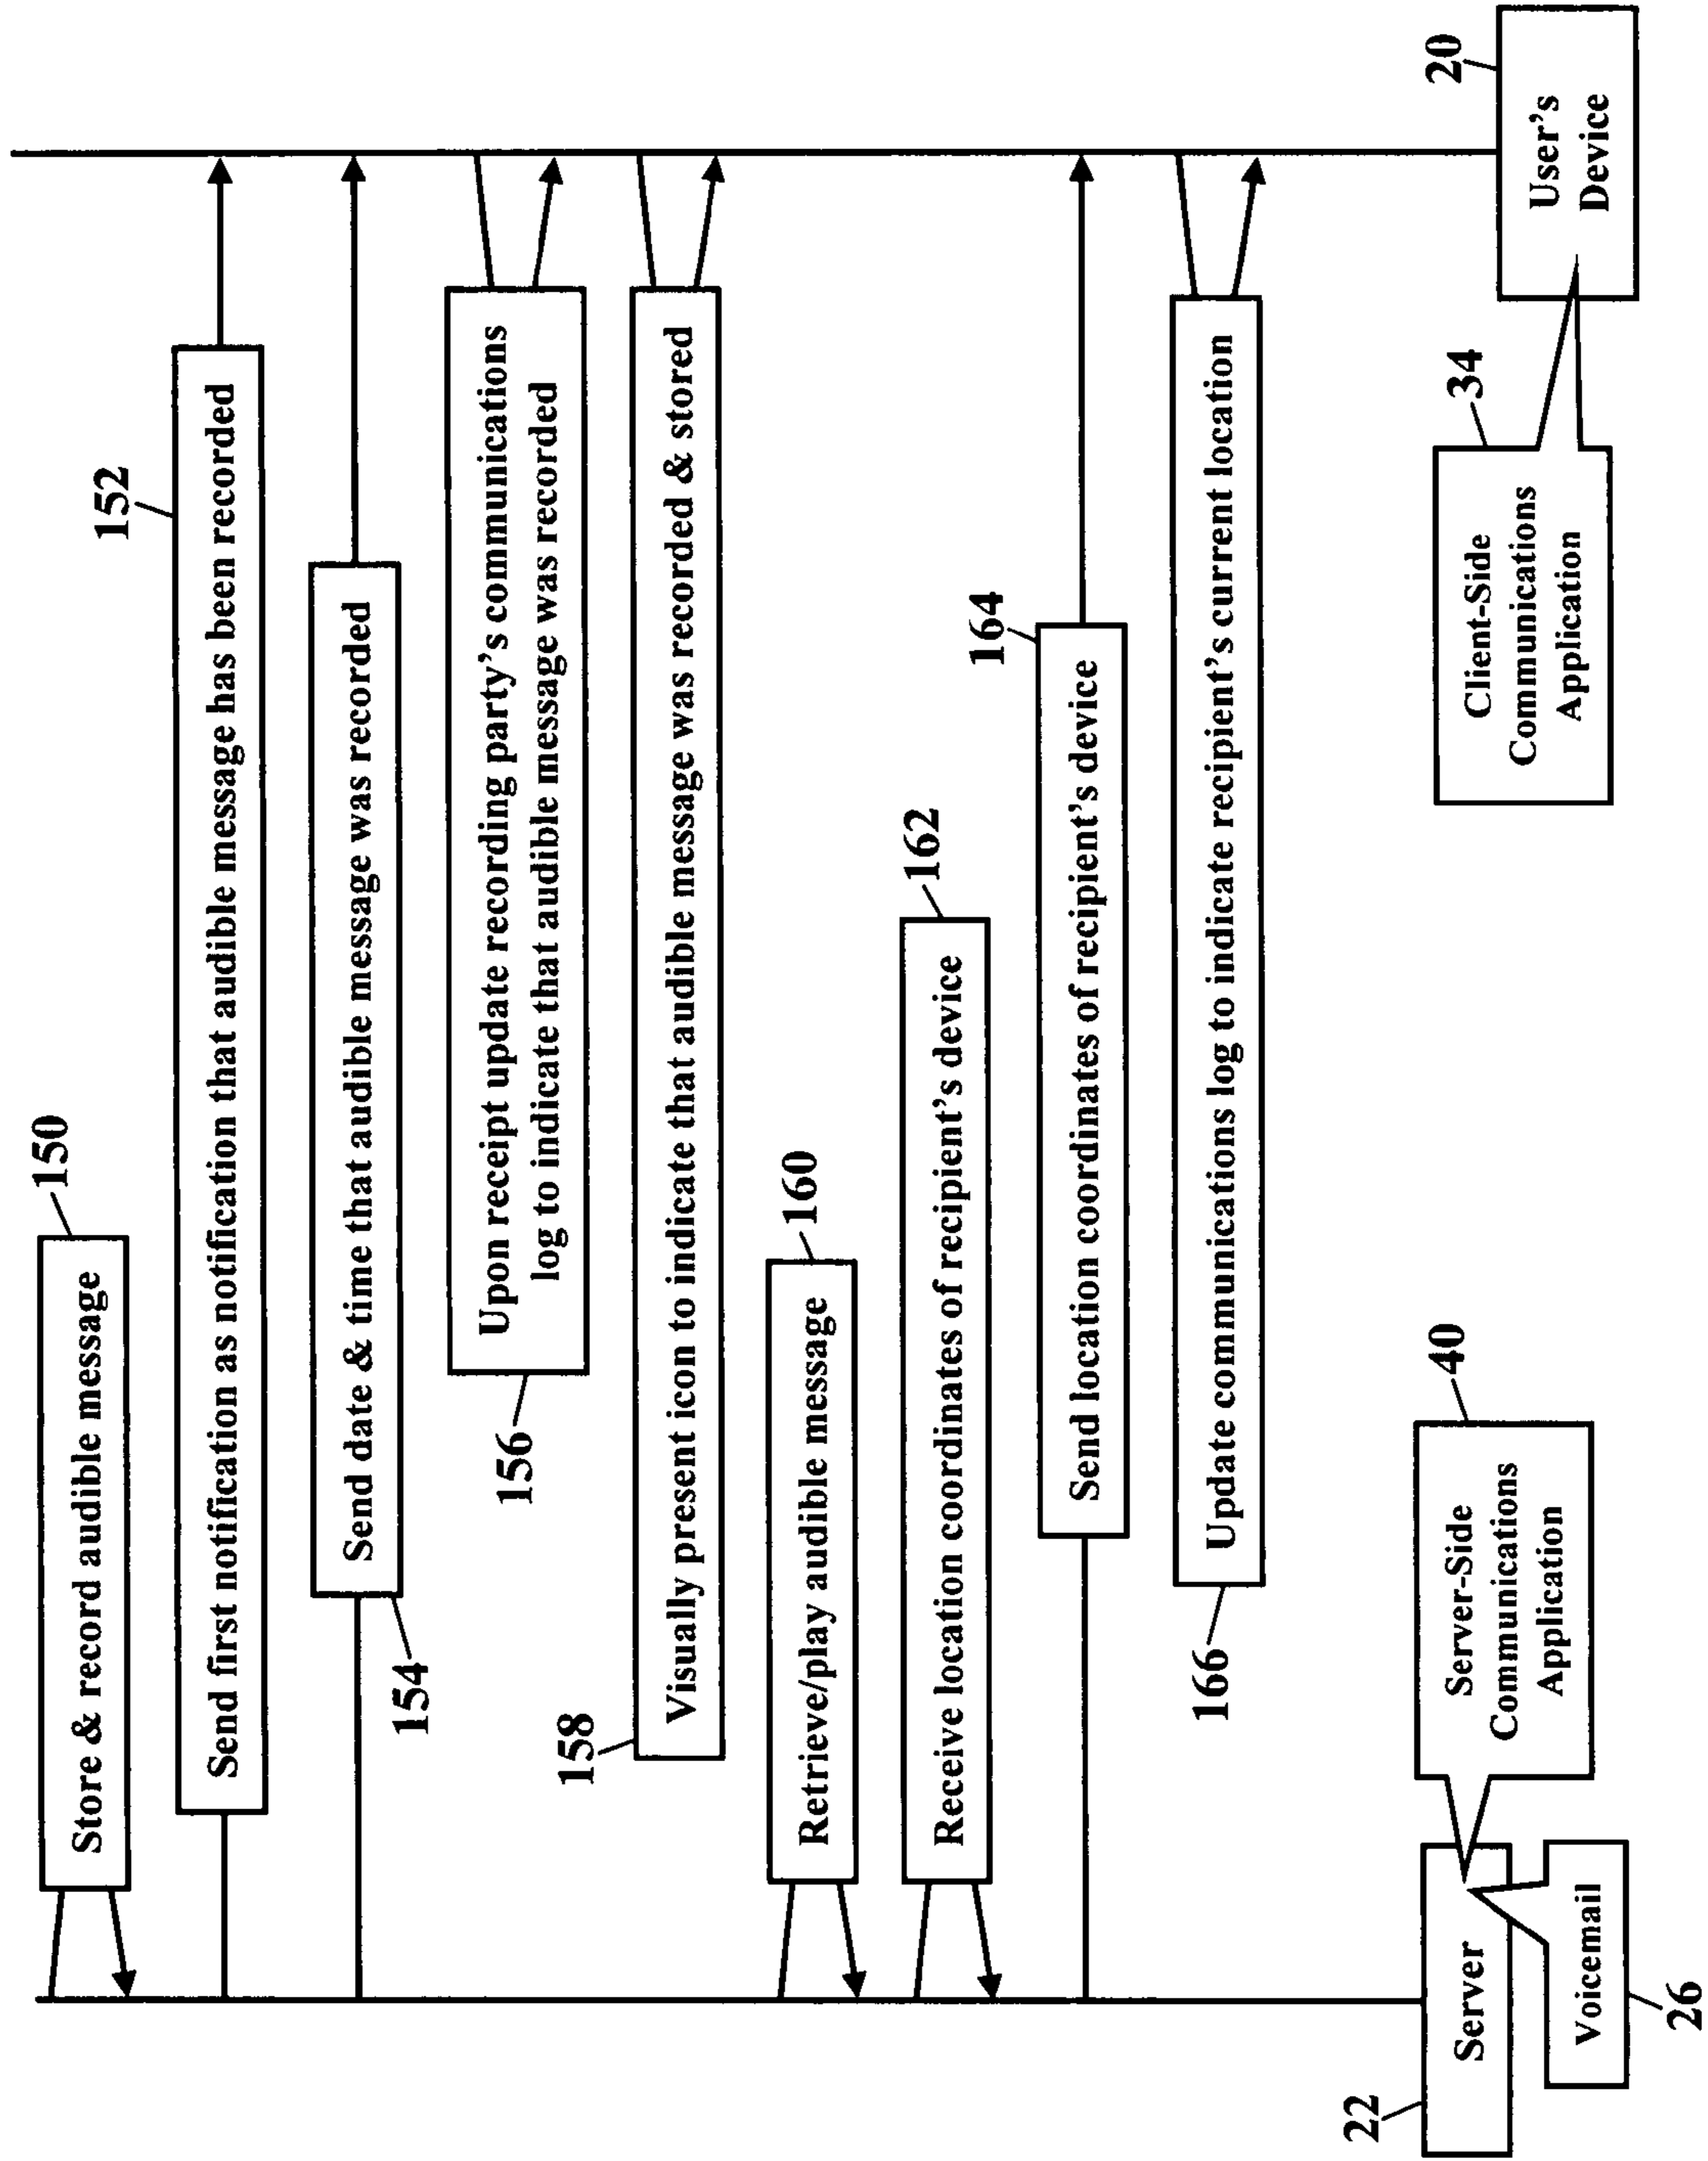 150
Store & record audible message
152
Send first notification as notification that audible message has been recorded
Send date & time that audible message was recorded
154
Upon receipt update recording party's communications
log to indicate that audible message was recorded
156
158
Visually present icon to indicate that audible message was recorded & stored
160
Retrieve/play audible message
162
Receive location coordinates of recipient's device
164
Send location coordinates of recipient's device
Update communications log to indicate recipient's current location
166
22
Server
Voicemail
26
40
Server-Side
Communications
Application
34
Client-Side
Communications
Application
20
User's
Device